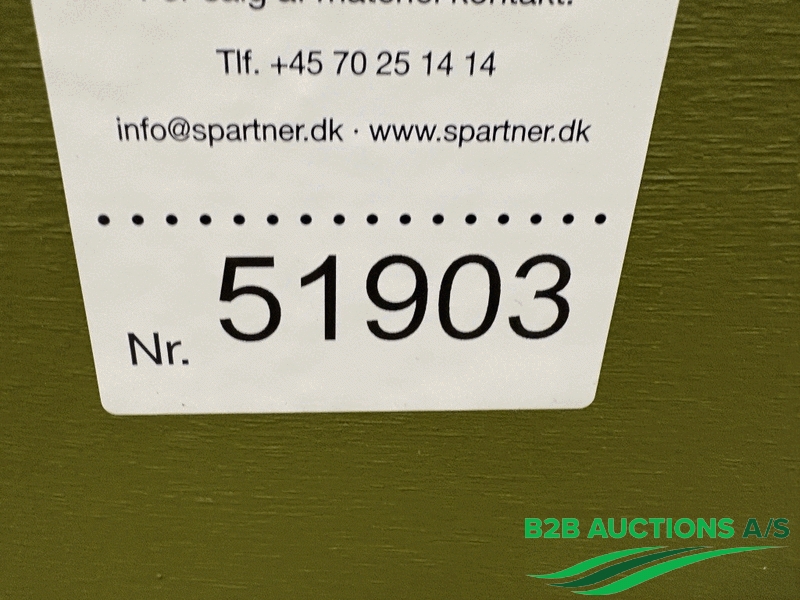 Tlf. +45 70 25 14 14
info@spartner.dk · www.spartner.dk
Nr. 51903
B2B AUCTIONS A/S